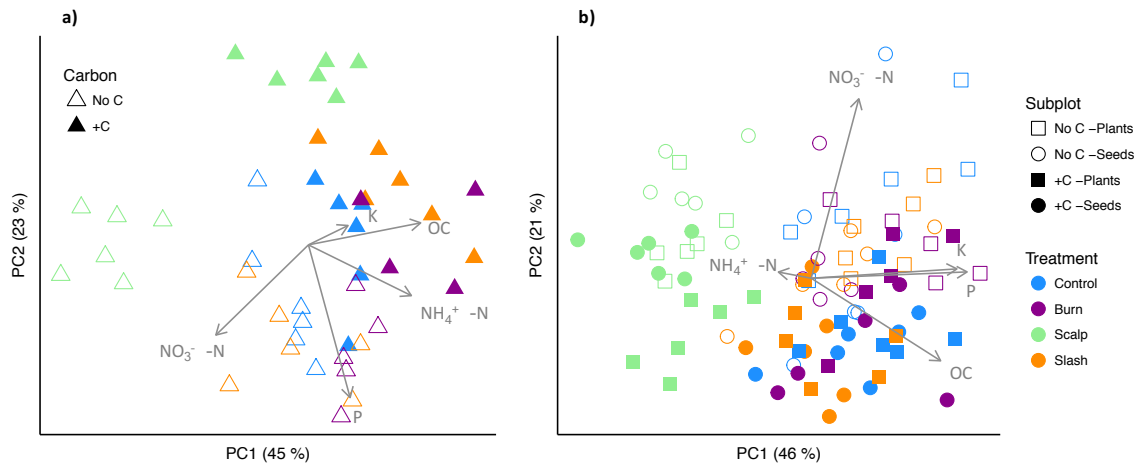 a)
Carbon
No C
+C
K
OC
NH₄⁺ -N
NO₃⁻ -N
P
PC2 (23 %)
PC1 (45 %)
b)
NO₃⁻ -N
NH₄⁺ -N
K
P
OC
PC2 (21 %)
PC1 (46 %)
Subplot
No C −Plants
No C −Seeds
+C −Plants
+C −Seeds
Treatment
Control
Burn
Scalp
Slash